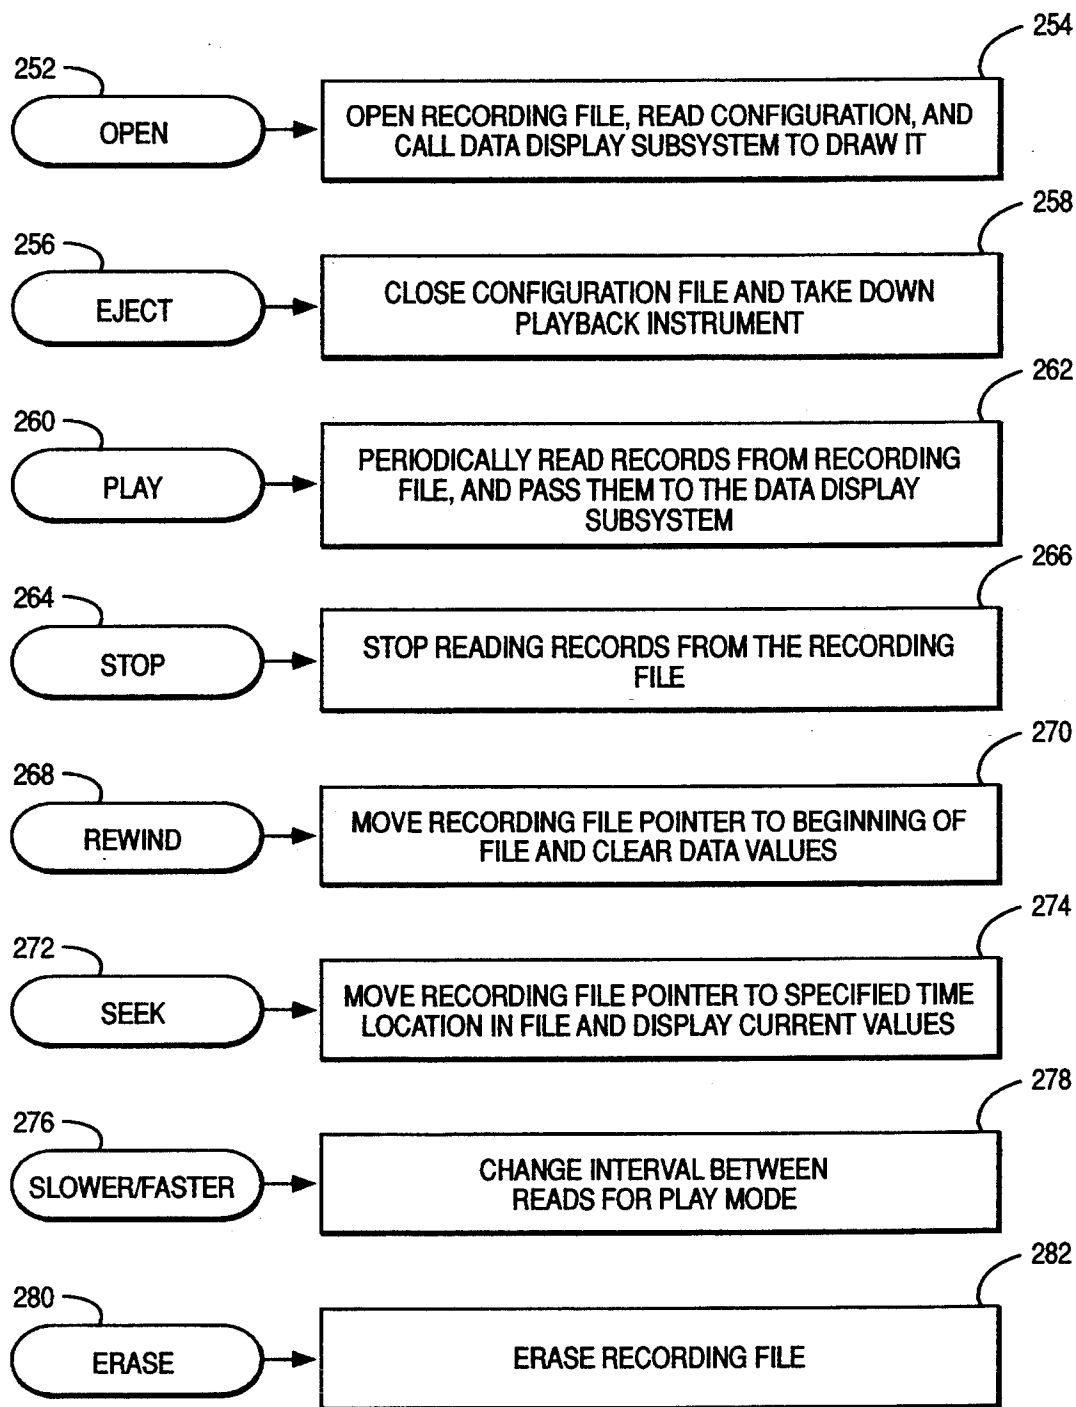 254
252
OPEN
OPEN RECORDING FILE, READ CONFIGURATION, AND
CALL DATA DISPLAY SUBSYSTEM TO DRAW IT
258
256
EJECT
CLOSE CONFIGURATION FILE AND TAKE DOWN
PLAYBACK INSTRUMENT
262
260
PLAY
PERIODICALLY READ RECORDS FROM RECORDING
FILE, AND PASS THEM TO THE DATA DISPLAY
SUBSYSTEM
266
264
STOP
STOP READING RECORDS FROM THE RECORDING
FILE
270
268
REWIND
MOVE RECORDING FILE POINTER TO BEGINNING OF
FILE AND CLEAR DATA VALUES
274
272
SEEK
MOVE RECORDING FILE POINTER TO SPECIFIED TIME
LOCATION IN FILE AND DISPLAY CURRENT VALUES
278
276
SLOWER/FASTER
CHANGE INTERVAL BETWEEN
READS FOR PLAY MODE
282
280
ERASE
ERASE RECORDING FILE